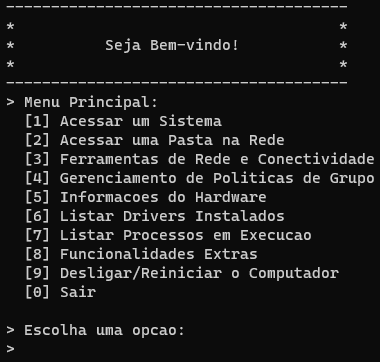 --------------------------------------
*                                    *
*          Seja Bem-vindo!           *
*                                    *
--------------------------------------
> Menu Principal:
  [1] Acessar um Sistema
  [2] Acessar uma Pasta na Rede
  [3] Ferramentas de Rede e Conectividade
  [4] Gerenciamento de Politicas de Grupo
  [5] Informacoes do Hardware
  [6] Listar Drivers Instalados
  [7] Listar Processos em Execucao
  [8] Funcionalidades Extras
  [9] Desligar/Reiniciar o Computador
  [0] Sair

> Escolha uma opcao:
>